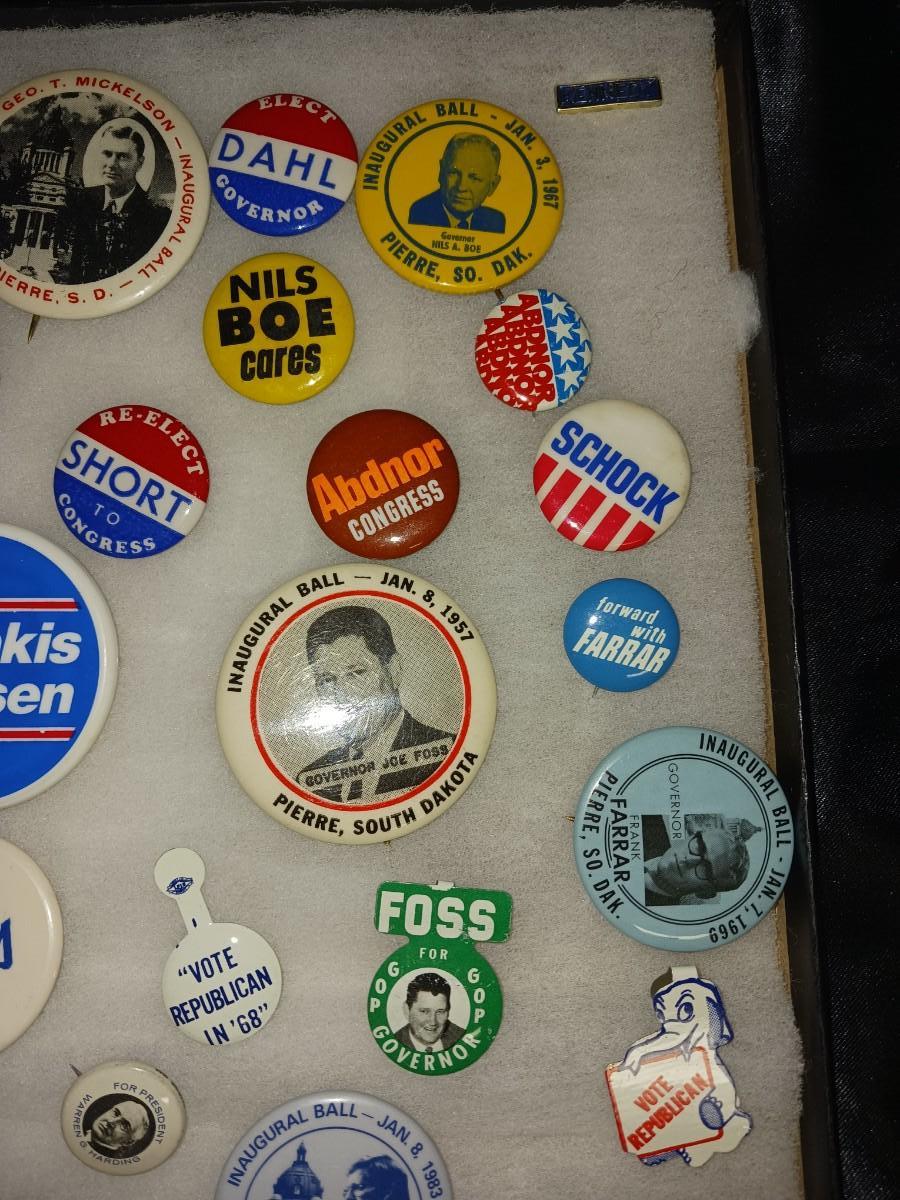 GEO. T. MICKELSON — INAUGURAL BALL —
PIERRE, S. D.
ELECT
DAHL
GOVERNOR
INAUGURAL BALL - JAN. 3, 1967
Governor
NILS A. BOE
PIERRE, SO. DAK.
KENNEDY
NILS
BOE
cares
ABDNOR
ABDNOR
ABDNOR
ABDNOR
RE-ELECT
SHORT
TO
CONGRESS
Abdnor
CONGRESS
SCHOCK
kis
sen
INAUGURAL BALL — JAN. 8, 1957
GOVERNOR JOE FOSS
PIERRE, SOUTH DAKOTA
forward
with
FARRAR
INAUGURAL BALL - JAN. 7, 1969
GOVERNOR
FRANK
FARRAR
PIERRE, SO. DAK.
"VOTE
REPUBLICAN
IN '68"
FOSS
FOR
GOP
GOP
GOVERNOR
VOTE
REPUBLICAN
FOR PRESIDENT
WARREN G HARDING
INAUGURAL BALL — JAN. 8, 1983